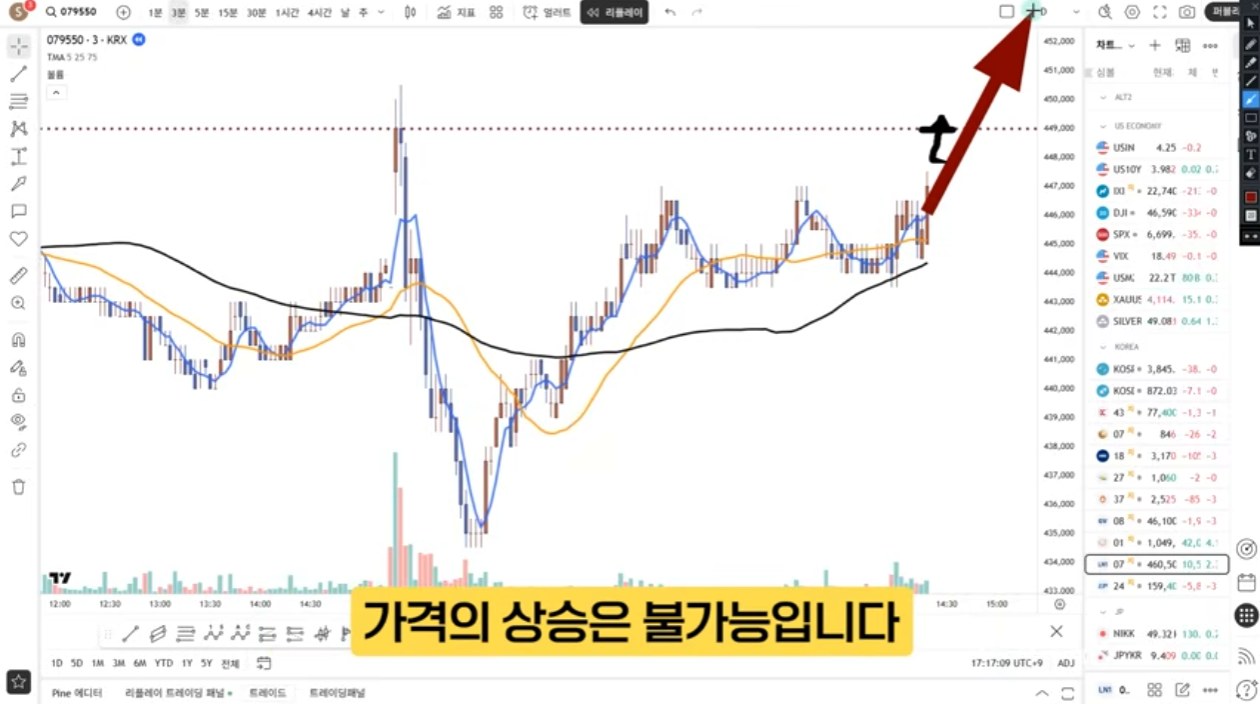 S 3 079550 1분 3분 5분 15분 30분 1시간 4시간 날 주 지표 얼러트 리플레이 D 퍼블리
079550 · 3 · KRX
TMA 5 25 75
볼륨
452,000
451,000
450,000
449,000
448,000
447,000
446,000
445,000
444,000
443,000
442,000
441,000
440,000
439,000
438,000
437,000
436,000
435,000
434,000
433,000
차트...
심볼 현재. 체 변
ALT2
US ECONOMY
USIN 4.25 -0.2
US10Y 3.982 0.02 0.
IXI 22,740 -21 -0
DJI 46,590 -334 -0
SPX 6,699. -35. -0
VIX 18.49 -0.1 -0
USM 22.2T 80B 0.
XAUUS 4,114. 15.1 0.
SILVER 49.081 0.64 1.
KOREA
KOSI 3,845. -38. -0
KOSI 872.03 -7.1 -0
43 77,400 -1,3 -1
07 846 -26 -2
18 3,170 -105 -3
27 1,060 -2 -0
37 2,525 -85 -3
08 46,100 -1,9 -3
01 1,049, 42,0 4.
LN1 07 460,50 10,5 2.
24 159,40 -5,8 -3
JP
NIKK 49,321 130. 0.2
JPYKR 9.409 0.00 0.0
12:00 12:30 13:00 13:30 14:00 14:30 14:30 15:00
가격의 상승은 불가능입니다
1D 5D 1M 3M 6M YTD 1Y 5Y 전체 17:17:09 UTC+9 ADJ
Pine 에디터 리플레이 트레이딩 패널 트레이드 트레이딩패널 LN1 0..